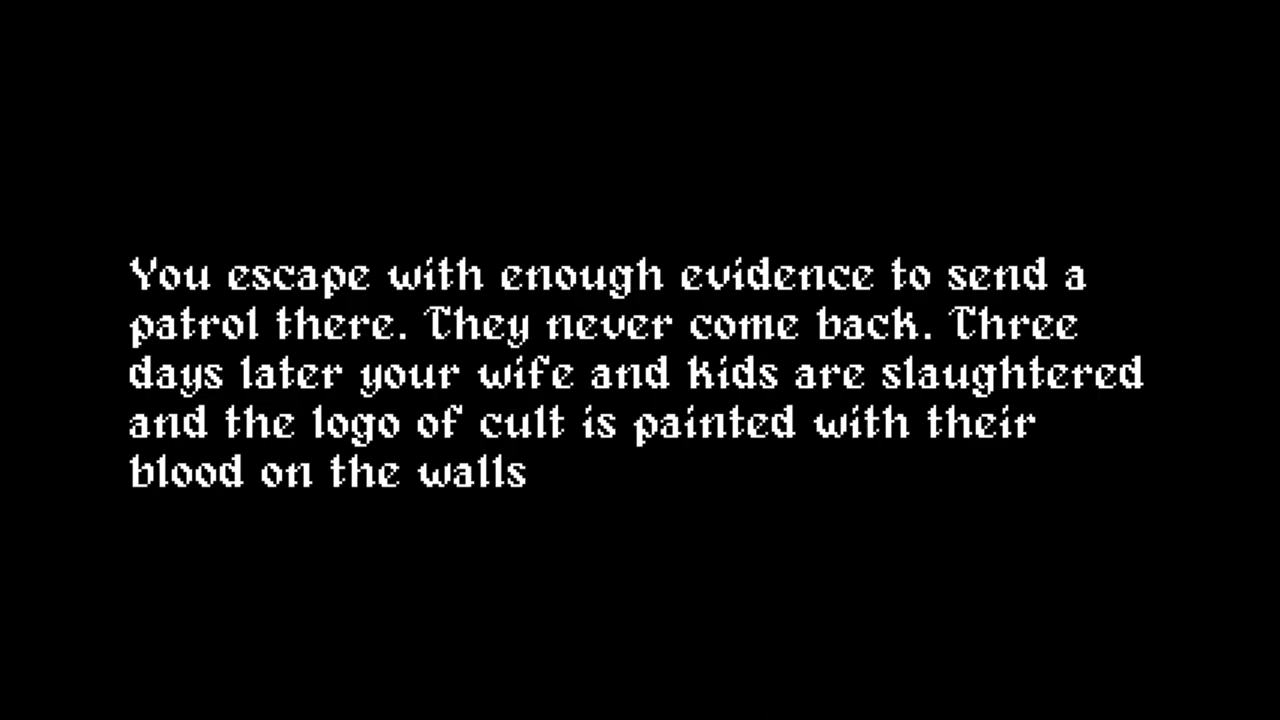 You escape with enough evidence to send a
patrol there. They never come back. Three
days later your wife and kids are slaughtered
and the logo of cult is painted with their
blood on the walls